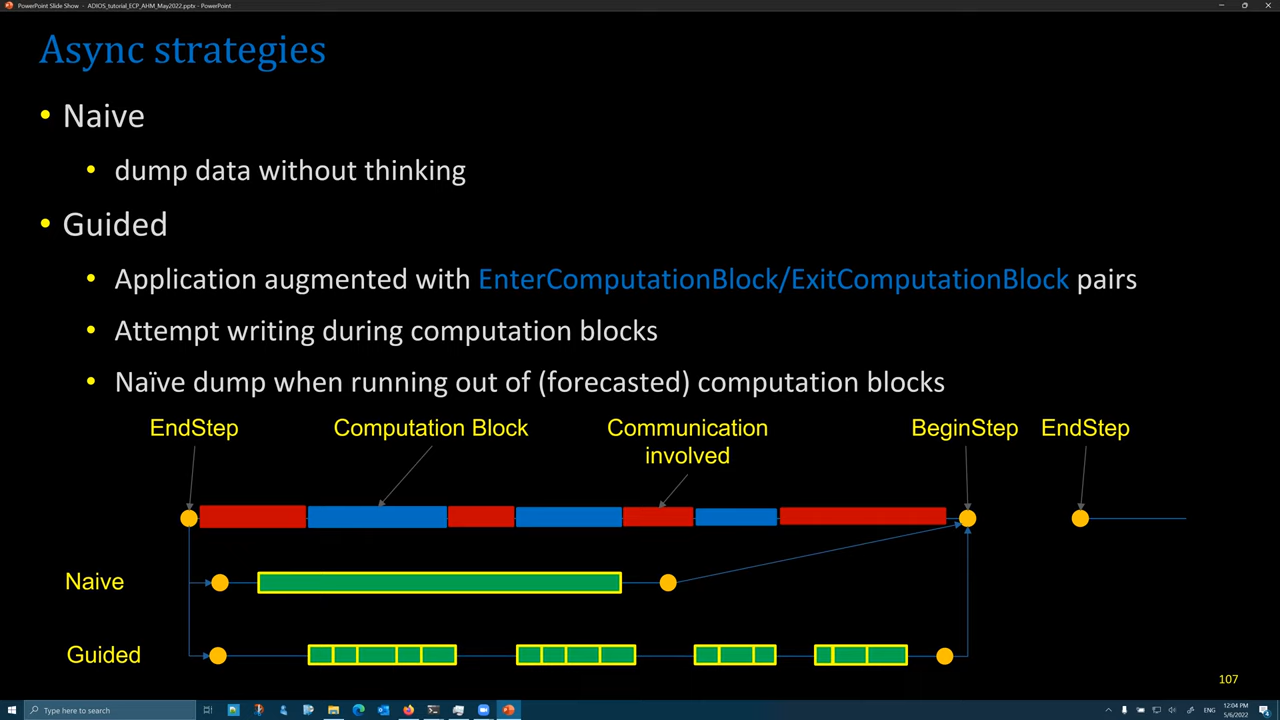 PowerPoint Slide Show - ADIOS_tutorial_ECP_AHM_May2022.pptx - PowerPoint
Async strategies
• Naive
• dump data without thinking
• Guided
• Application augmented with EnterComputationBlock/ExitComputationBlock pairs
• Attempt writing during computation blocks
• Naïve dump when running out of (forecasted) computation blocks
EndStep Computation Block Communication BeginStep EndStep
involved
Naive
Guided
107
Type here to search
ENG
12:04 PM
5/6/2022